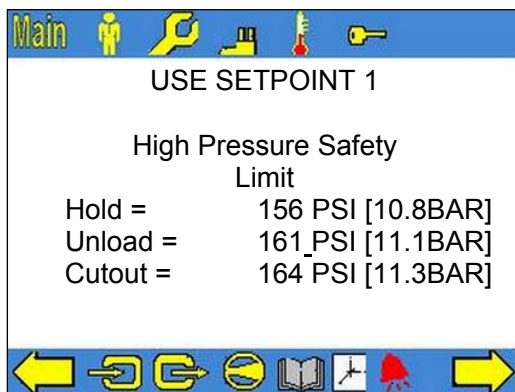 Main
USE SETPOINT 1
High Pressure Safety
Limit
Hold = 156 PSI [10.8BAR]
Unload = 161 PSI [11.1BAR]
Cutout = 164 PSI [11.3BAR]